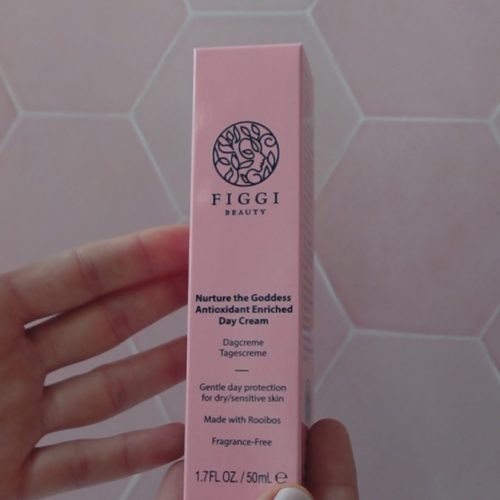 FIGGI
BEAUTY
Nurture the Goddess
Antioxidant Enriched
Day Cream
Dagcreme
Tagescreme
Gentle day protection
for dry/sensitive skin
Made with Rooibos
Fragrance-Free
1.7FL OZ. / 50mL ℮